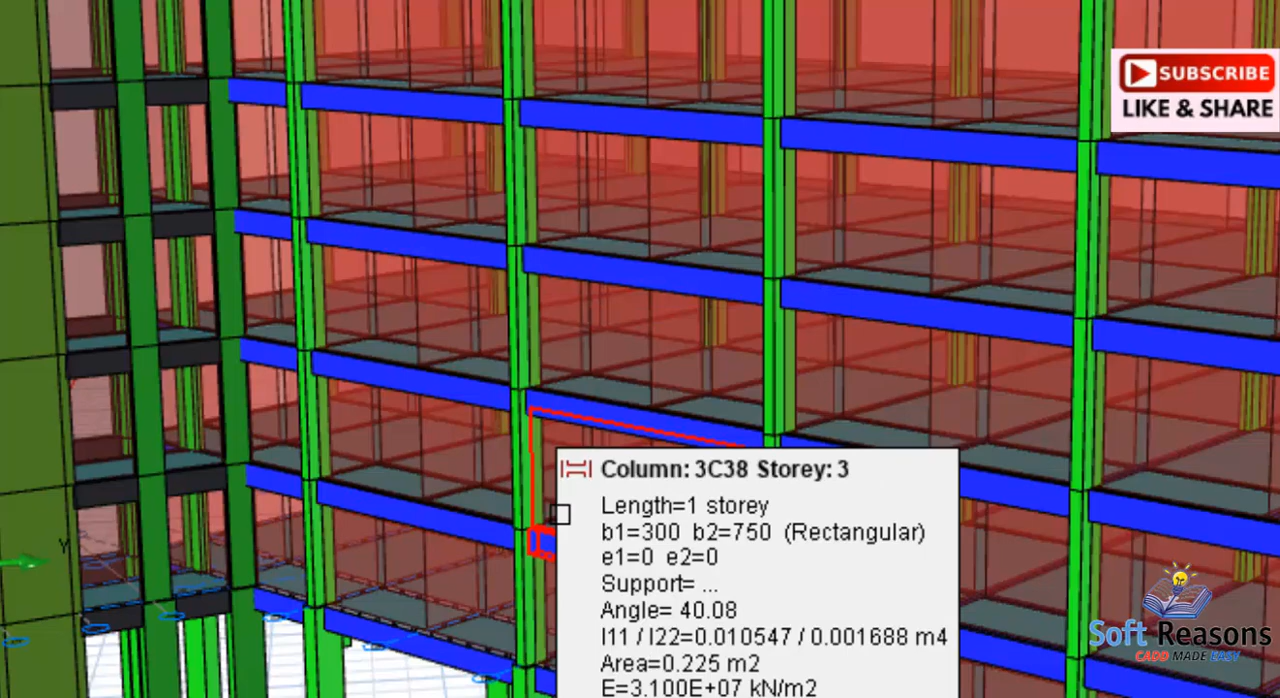 SUBSCRIBE
LIKE & SHARE
Column: 3C38 Storey: 3
Length=1 storey
b1=300 b2=750 (Rectangular)
e1=0 e2=0
Support= ...
Angle= 40.08
I11 / I22=0.010547 / 0.001688 m4
Area=0.225 m2
E=3.100E+07 kN/m2
Y
Soft Reasons
CADD MADE EASY